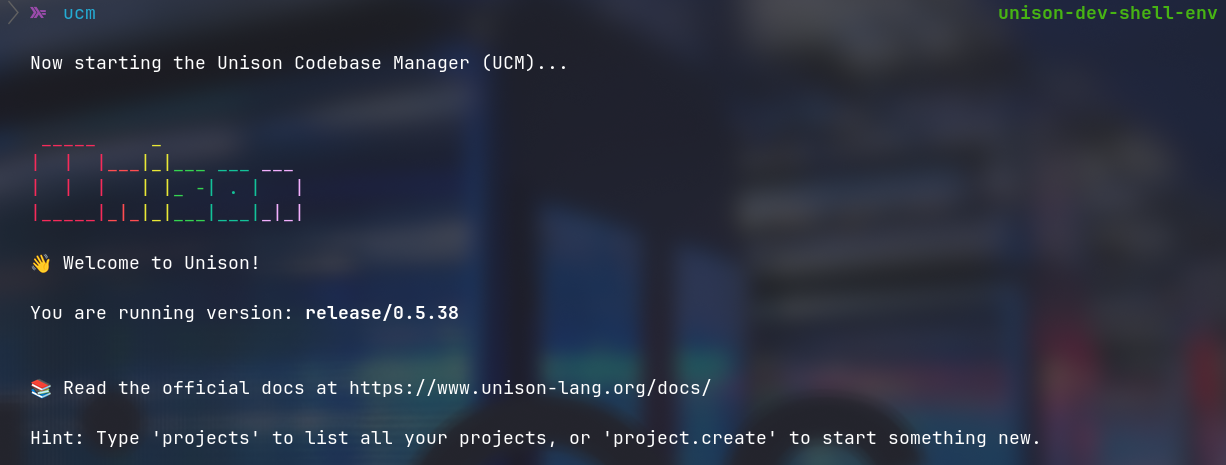 ucm unison-dev-shell-env
Now starting the Unison Codebase Manager (UCM)...
 _____     _
|  |  |___|_|___ ___ ___
|  |  |   | |_ -| . |   |
|_____|_|_|_|___|___|_|_|
👋 Welcome to Unison!
You are running version: release/0.5.38
📚 Read the official docs at https://www.unison-lang.org/docs/
Hint: Type 'projects' to list all your projects, or 'project.create' to start something new.